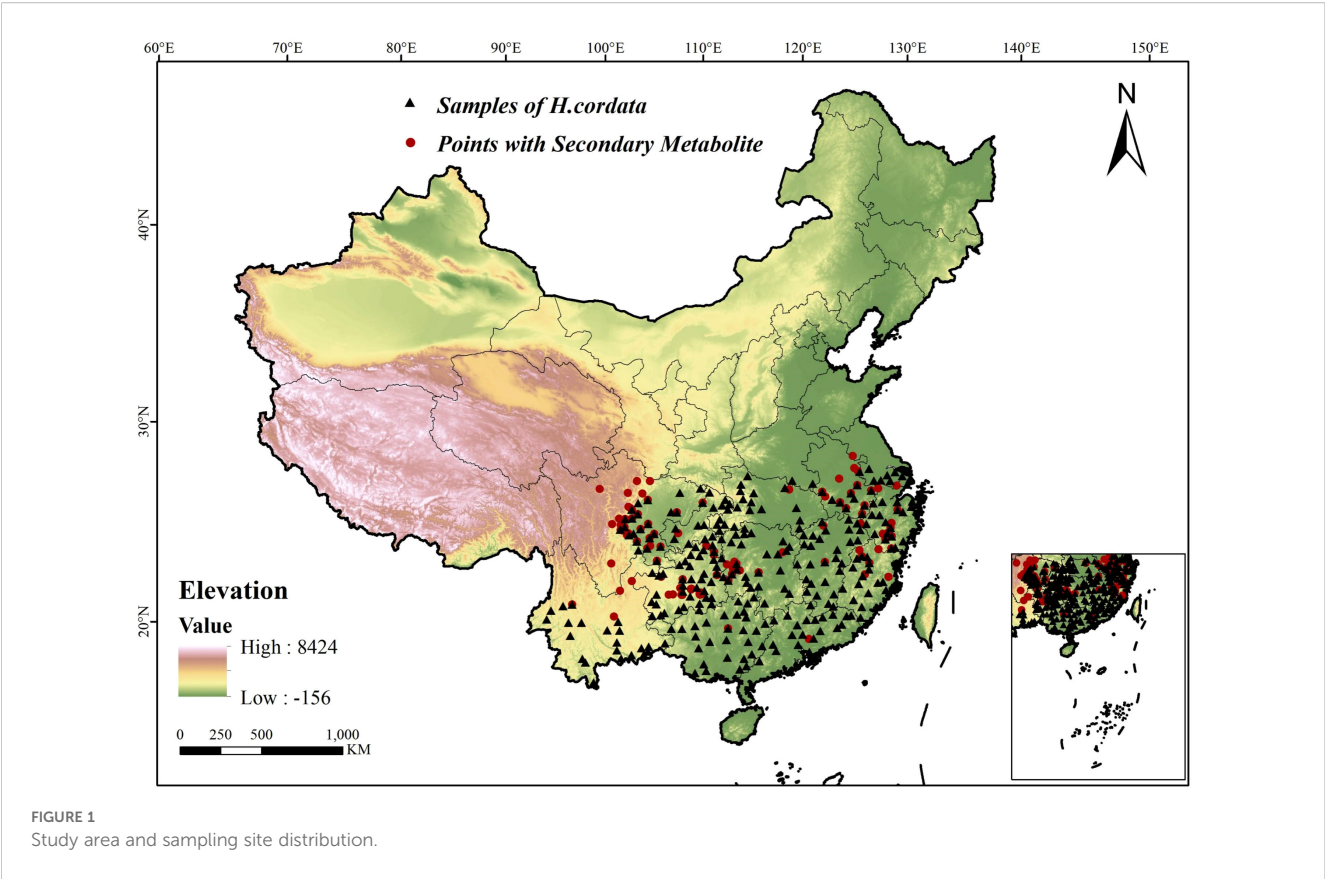 60°E 70°E 80°E 90°E 100°E 110°E 120°E 130°E 140°E 150°E
N
Samples of H.cordata
Points with Secondary Metabolite
40°N
30°N
20°N
Elevation
Value
High : 8424
Low : -156
0 250 500 1,000
KM
FIGURE 1
Study area and sampling site distribution.